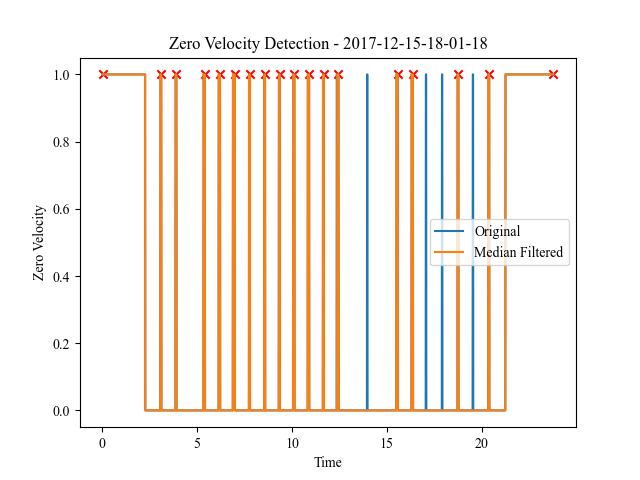 Zero Velocity Detection - 2017-12-15-18-01-18
1.0
0.8
0.6
0.4
0.2
0.0
Zero Velocity
Original
Median Filtered
0 5 10 15 20
Time